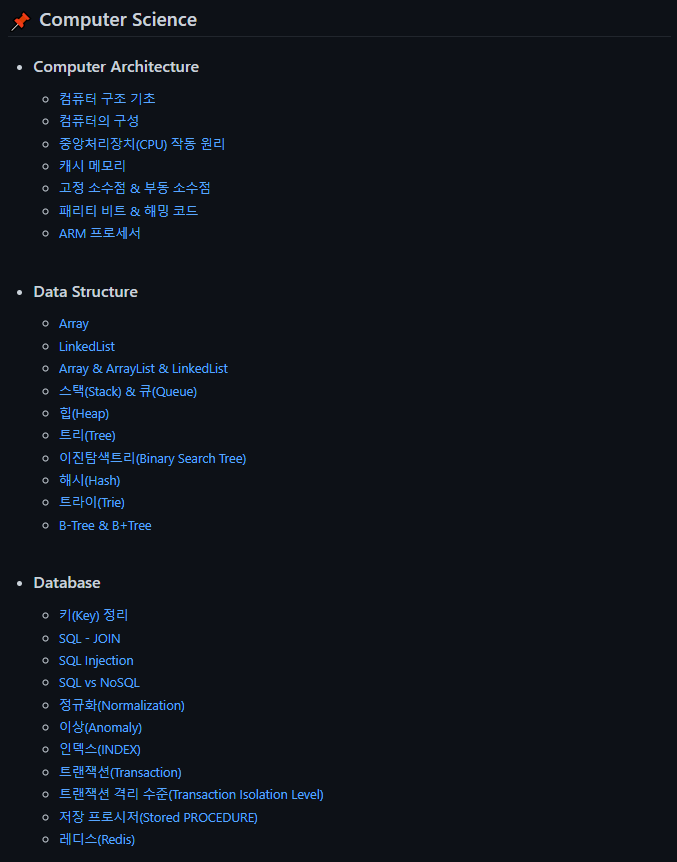 Computer Science
Computer Architecture
컴퓨터 구조 기초
컴퓨터의 구성
중앙처리장치(CPU) 작동 원리
캐시 메모리
고정 소수점 & 부동 소수점
패리티 비트 & 해밍 코드
ARM 프로세서
Data Structure
Array
LinkedList
Array & ArrayList & LinkedList
스택(Stack) & 큐(Queue)
힙(Heap)
트리(Tree)
이진탐색트리(Binary Search Tree)
해시(Hash)
트라이(Trie)
B-Tree & B+Tree
Database
키(Key) 정리
SQL - JOIN
SQL Injection
SQL vs NoSQL
정규화(Normalization)
이상(Anomaly)
인덱스(INDEX)
트랜잭션(Transaction)
트랜잭션 격리 수준(Transaction Isolation Level)
저장 프로시저(Stored PROCEDURE)
레디스(Redis)